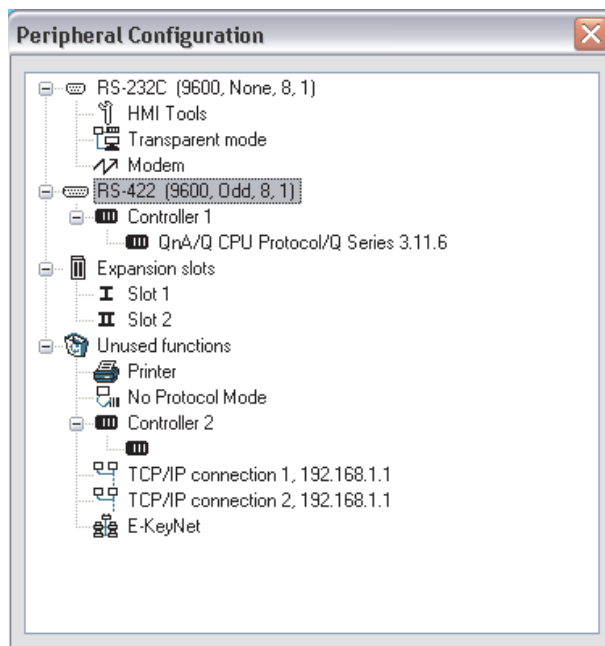 Peripheral Configuration
RS-232C (9600, None, 8, 1)
HMI Tools
Transparent mode
Modem
RS-422 (9600, Odd, 8, 1)
Controller 1
QnA/Q CPU Protocol/Q Series 3.11.6
Expansion slots
Slot 1
Slot 2
Unused functions
Printer
No Protocol Mode
Controller 2
TCP/IP connection 1, 192.168.1.1
TCP/IP connection 2, 192.168.1.1
E-KeyNet